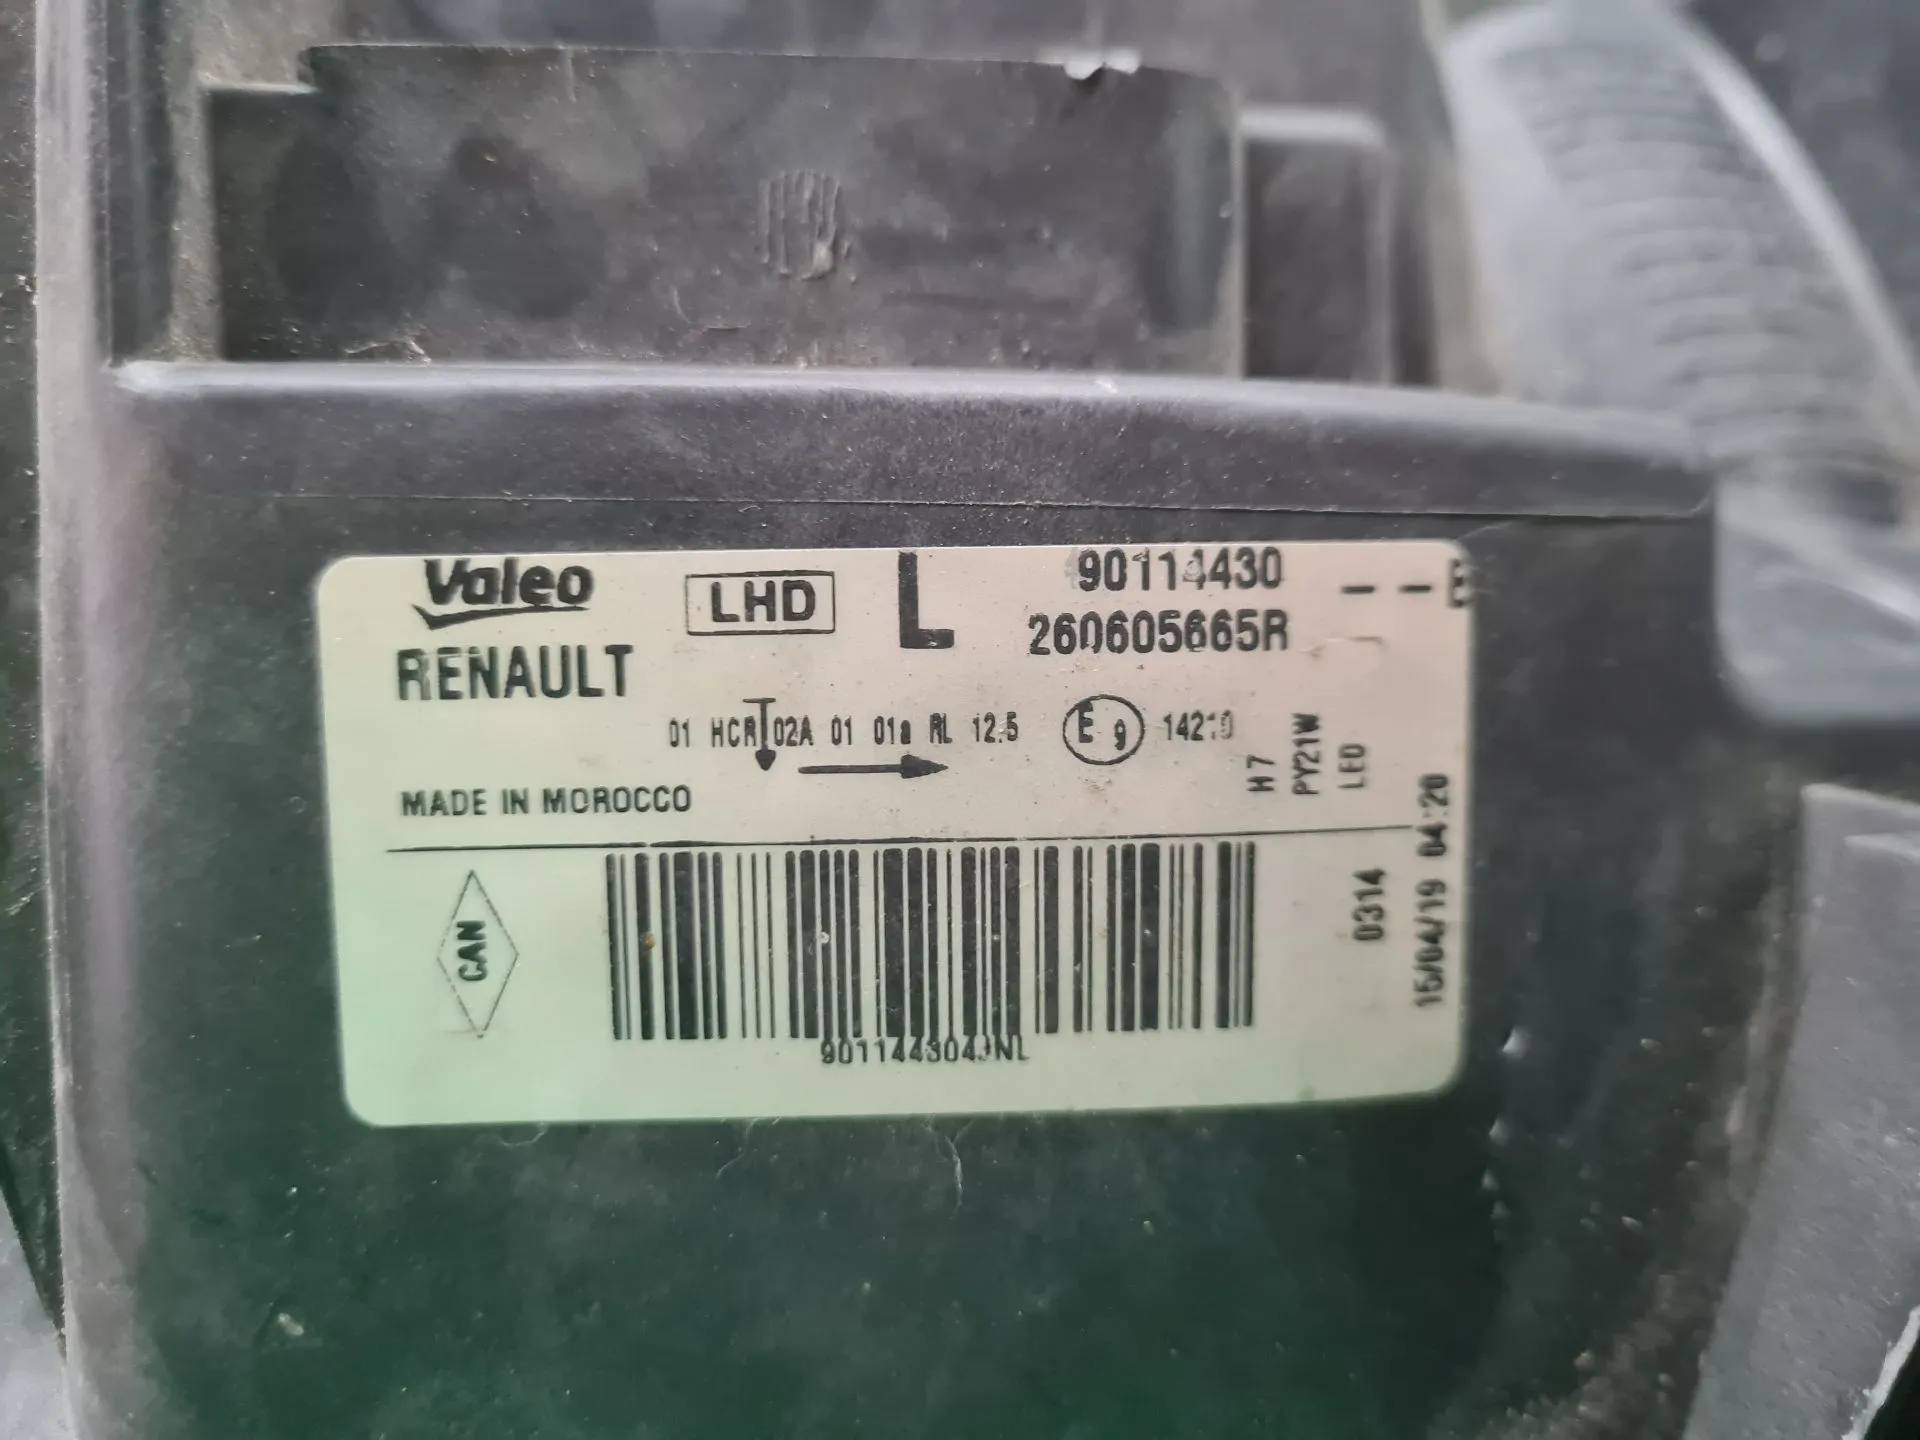 Valeo LHD L 90114430 - - E
RENAULT 260605665R
01 HCR 02A 01 01a RL 12.5 E 9 14210
H7
PY21W
LED
MADE IN MOROCCO
CAN
0314
15/04/19 04:20